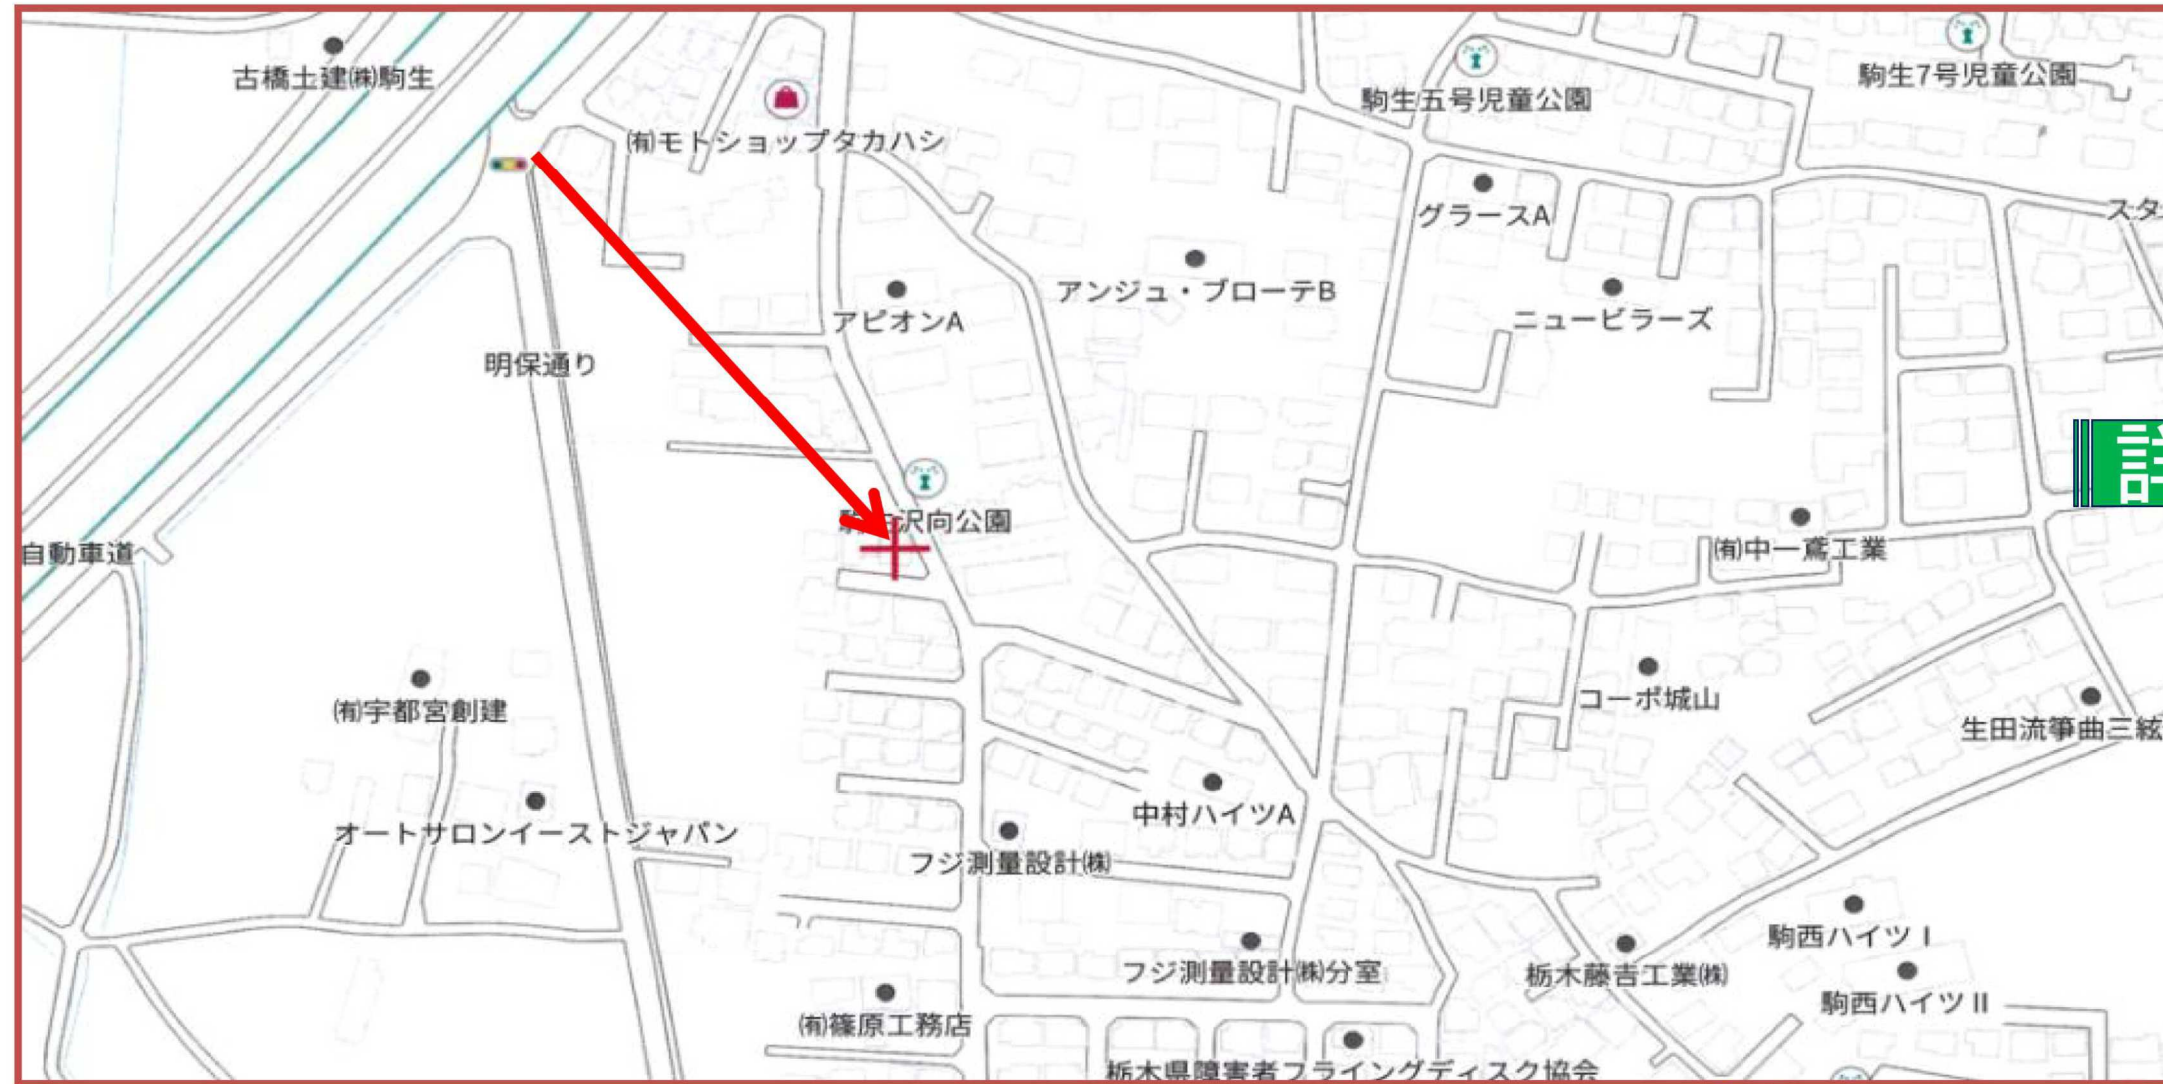 古橋土建㈱駒生
駒生7号児童公園
駒生五号児童公園
㈲モトショップタカハシ
グラースA
スタ
アンジュ・ブローテB
アピオンA
ニュービラーズ
明保通り
沢向公園
自動車道
㈲中一鳶工業
コーポ城山
㈲宇都宮創建
生田流箏曲三絃
中村ハイツA
オートサロンイーストジャパン
フジ測量設計㈱
駒西ハイツⅠ
フジ測量設計㈱分室
栃木藤吉工業㈱
駒西ハイツⅡ
㈲篠原工務店
栃木県障害者フライングディスク協会